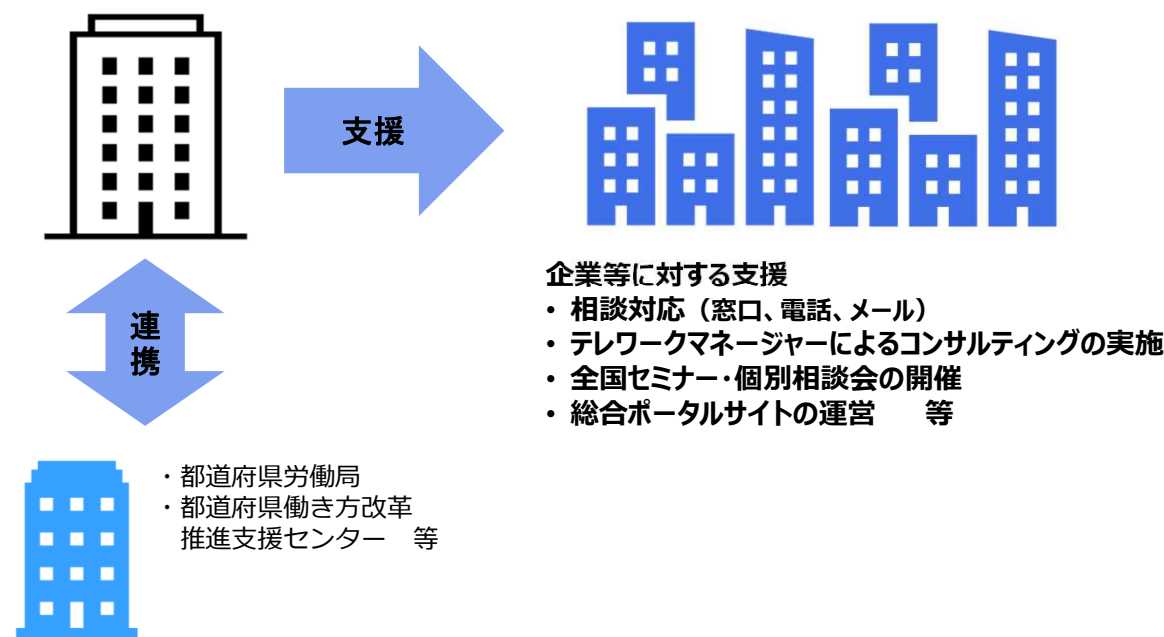 支援
企業等に対する支援
• 相談対応（窓口、電話、メール）
• テレワークマネージャーによるコンサルティングの実施
• 全国セミナー・個別相談会の開催
• 総合ポータルサイトの運営　　等
連
携
・都道府県労働局
・都道府県働き方改革
推進支援センター　等